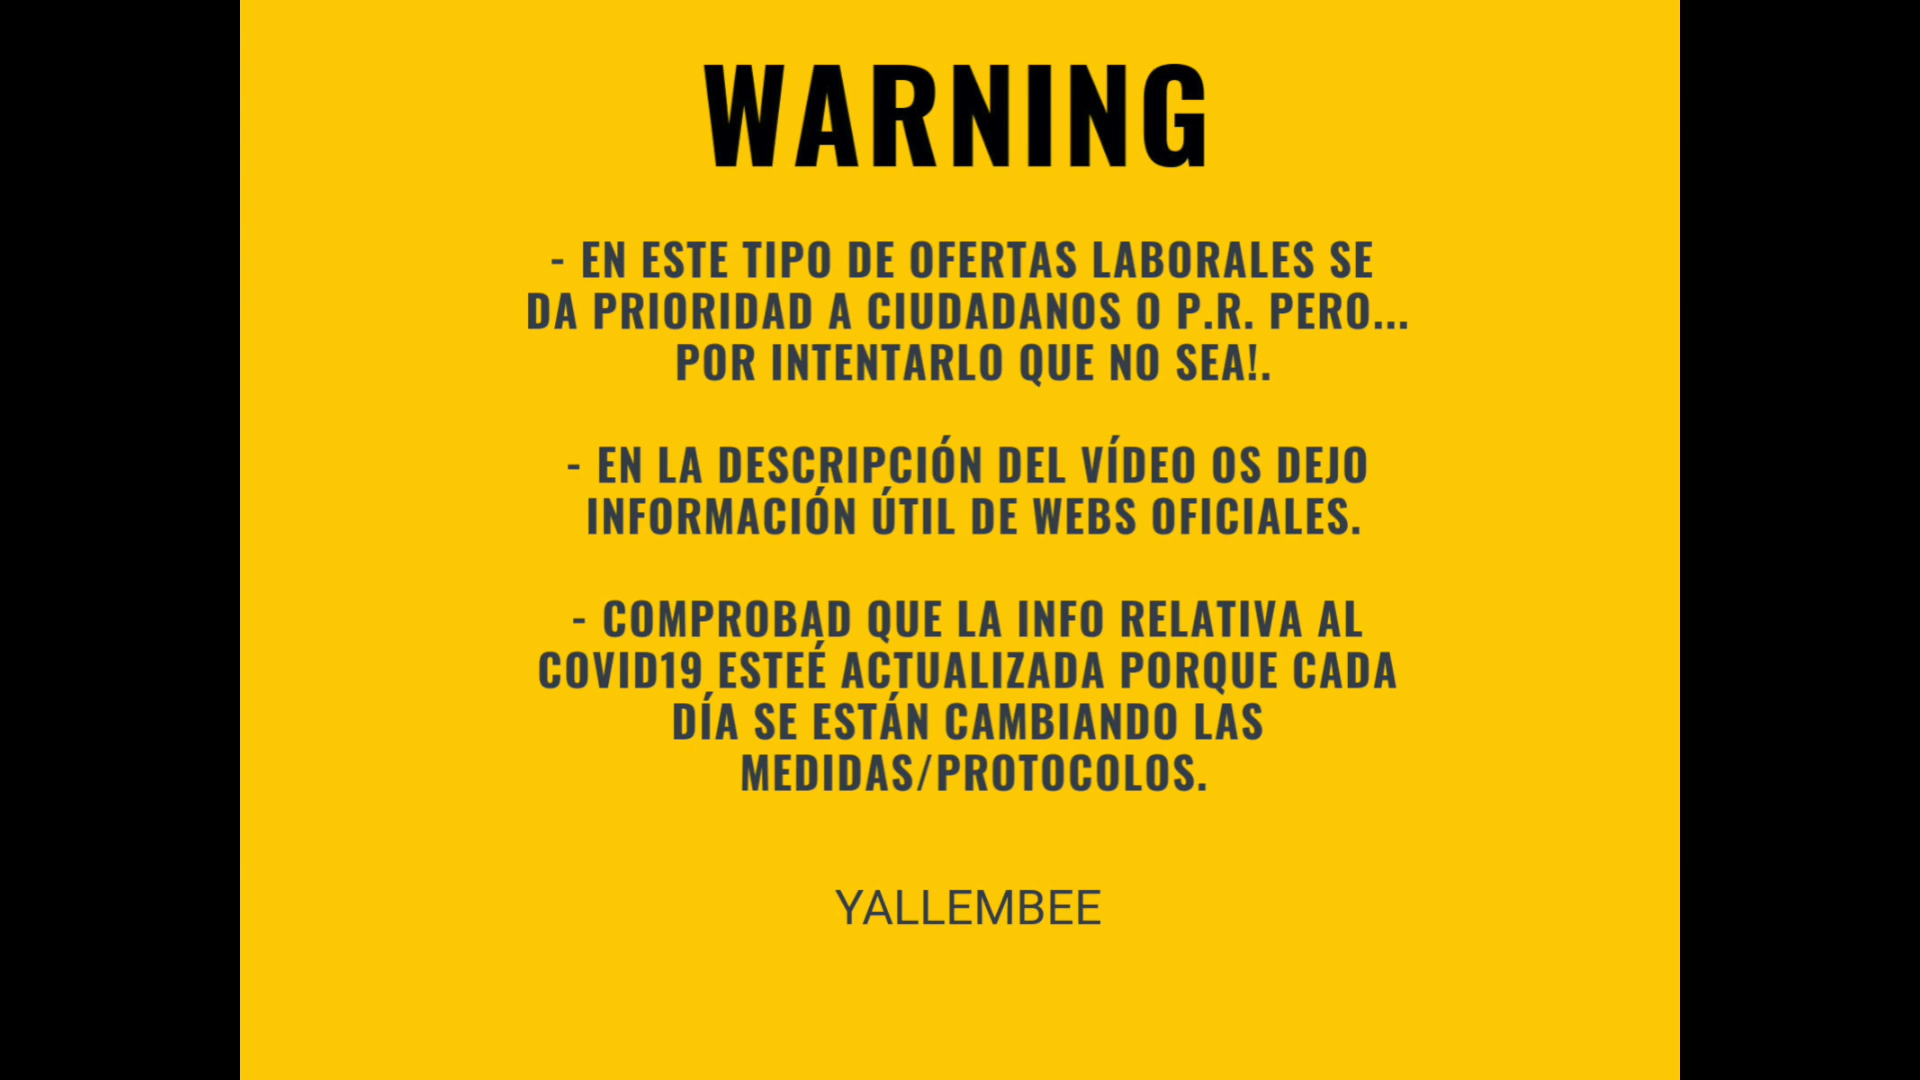 WARNING
- EN ESTE TIPO DE OFERTAS LABORALES SE
DA PRIORIDAD A CIUDADANOS O P.R. PERO...
POR INTENTARLO QUE NO SEA!.
- EN LA DESCRIPCIÓN DEL VÍDEO OS DEJO
INFORMACIÓN ÚTIL DE WEBS OFICIALES.
- COMPROBAD QUE LA INFO RELATIVA AL
COVID19 ESTEÉ ACTUALIZADA PORQUE CADA
DÍA SE ESTÁN CAMBIANDO LAS
MEDIDAS/PROTOCOLOS.
YALLEMBEE